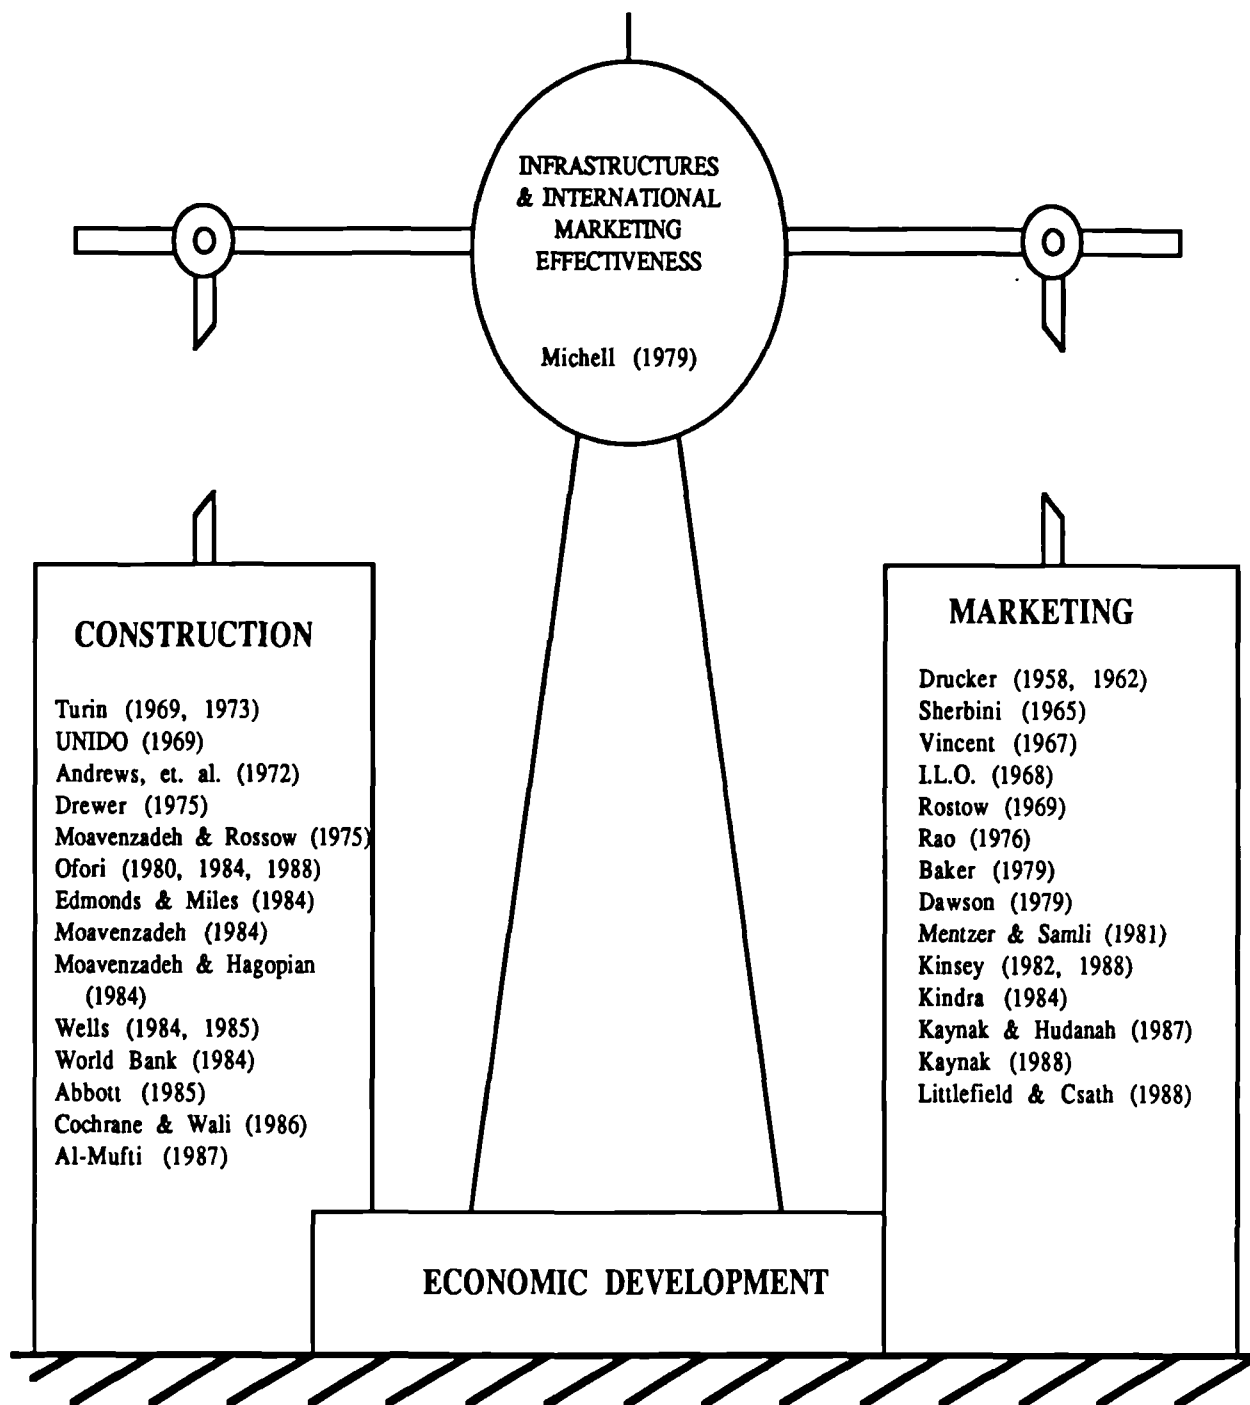 INFRASTRUCTURES
& INTERNATIONAL
MARKETING
EFFECTIVENESS
Michell (1979)
CONSTRUCTION
Turin (1969, 1973)
UNIDO (1969)
Andrews, et. al. (1972)
Drewer (1975)
Moavenzadeh & Rossow (1975)
Ofori (1980, 1984, 1988)
Edmonds & Miles (1984)
Moavenzadeh (1984)
Moavenzadeh & Hagopian
(1984)
Wells (1984, 1985)
World Bank (1984)
Abbott (1985)
Cochrane & Wali (1986)
Al-Mufti (1987)
MARKETING
Drucker (1958, 1962)
Sherbini (1965)
Vincent (1967)
I.L.O. (1968)
Rostow (1969)
Rao (1976)
Baker (1979)
Dawson (1979)
Mentzer & Samli (1981)
Kinsey (1982, 1988)
Kindra (1984)
Kaynak & Hudanah (1987)
Kaynak (1988)
Littlefield & Csath (1988)
ECONOMIC DEVELOPMENT